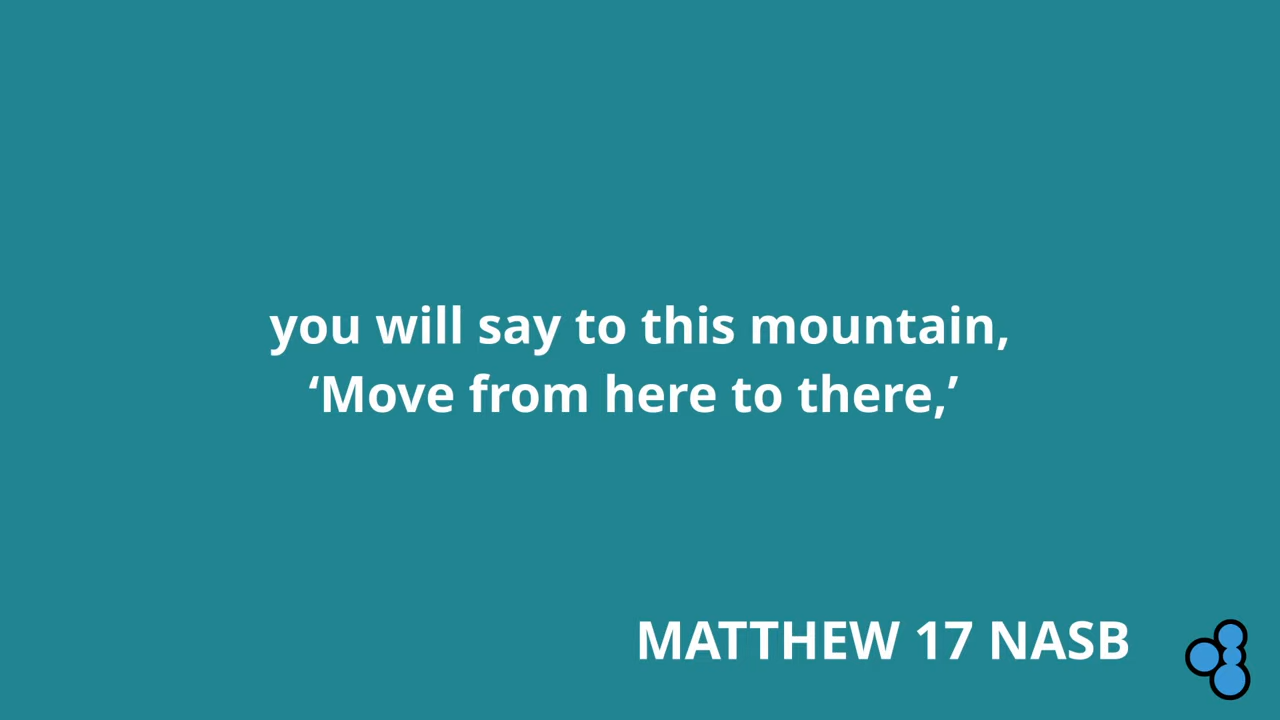 you will say to this mountain,
‘Move from here to there,’
MATTHEW 17 NASB